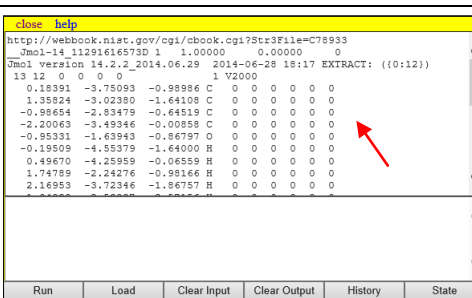 close help
http://webbook.nist.gov/cgi/cbook.cgi?Str3File=C78933
__Jmol-14_11291616573D 1 1.00000 0.00000 0
Jmol version 14.2.2_2014.06.29 2014-06-28 18:17 EXTRACT: ({0:12})
13 12 0 0 0 0 1 V2000
0.18391 -3.75093 -0.98986 C 0 0 0 0 0 0
1.35824 -3.02380 -1.64108 C 0 0 0 0 0 0
-0.98654 -2.83479 -0.64519 C 0 0 0 0 0 0
-2.20063 -3.49346 -0.00858 C 0 0 0 0 0 0
-0.95331 -1.63943 -0.86797 O 0 0 0 0 0 0
-0.19509 -4.55379 -1.64000 H 0 0 0 0 0 0
0.49670 -4.25959 -0.06559 H 0 0 0 0 0 0
1.74789 -2.24276 -0.98166 H 0 0 0 0 0 0
2.16953 -3.72346 -1.86757 H 0 0 0 0 0 0
Run Load Clear Input Clear Output History State